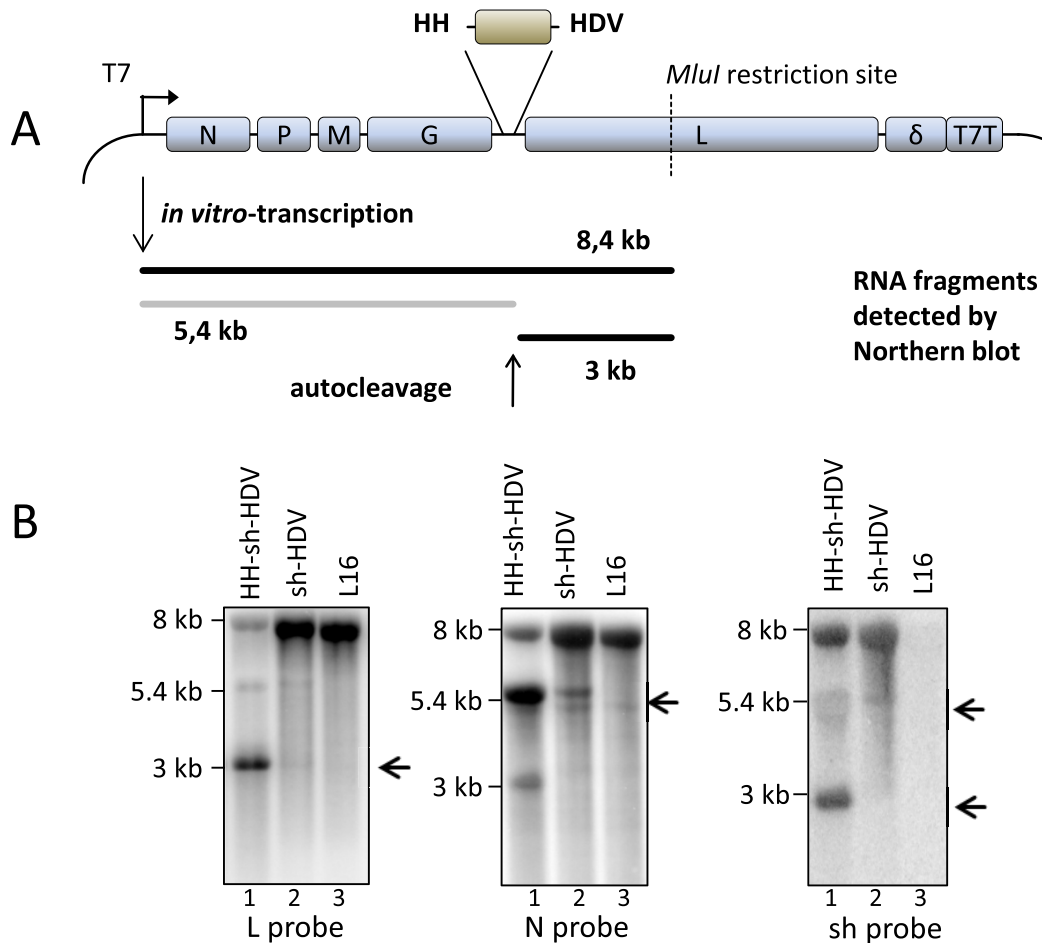 HH HDV
T7
MluI restriction site
A
N P M G L δ T7T
in vitro-transcription
8,4 kb
RNA fragments
detected by
Northern blot
5,4 kb
3 kb
autocleavage
B
HH-sh-HDV sh-HDV L16
8 kb
5.4 kb
3 kb
1 2 3
L probe
HH-sh-HDV sh-HDV L16
8 kb
5.4 kb
3 kb
1 2 3
N probe
HH-sh-HDV sh-HDV L16
8 kb
5.4 kb
3 kb
1 2 3
sh probe